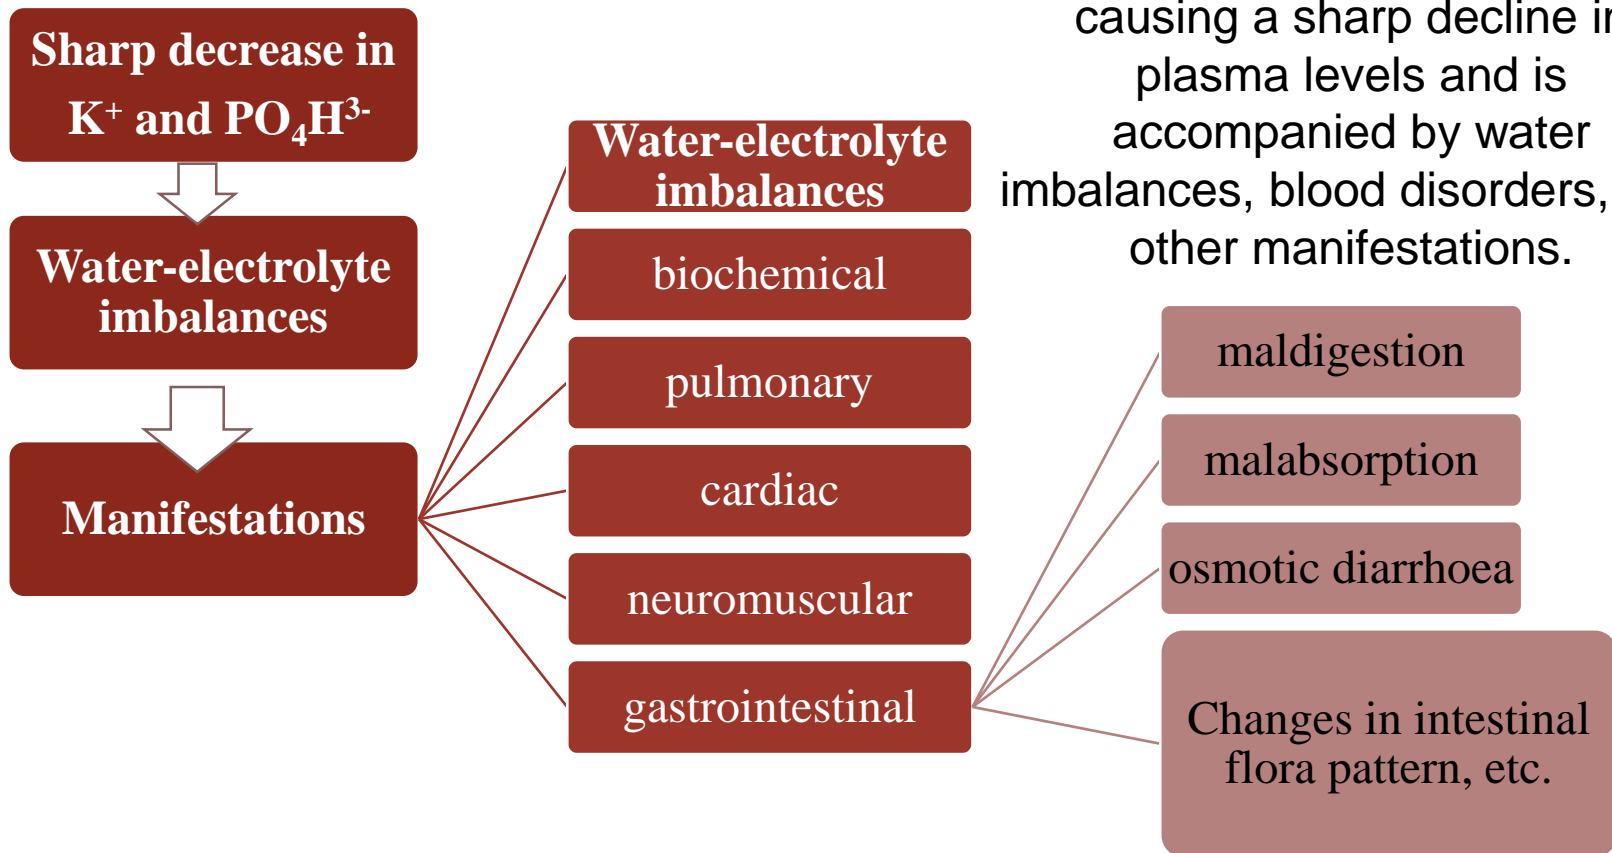 Sharp decrease in
K⁺ and PO₄H³⁻
Water-electrolyte
imbalances
Manifestations
Water-electrolyte
imbalances
biochemical
pulmonary
cardiac
neuromuscular
gastrointestinal
causing a sharp decline
plasma levels and is
accompanied by water
imbalances, blood disorders,
other manifestations.
maldigestion
malabsorption
osmotic diarrhoea
Changes in intestinal
flora pattern, etc.